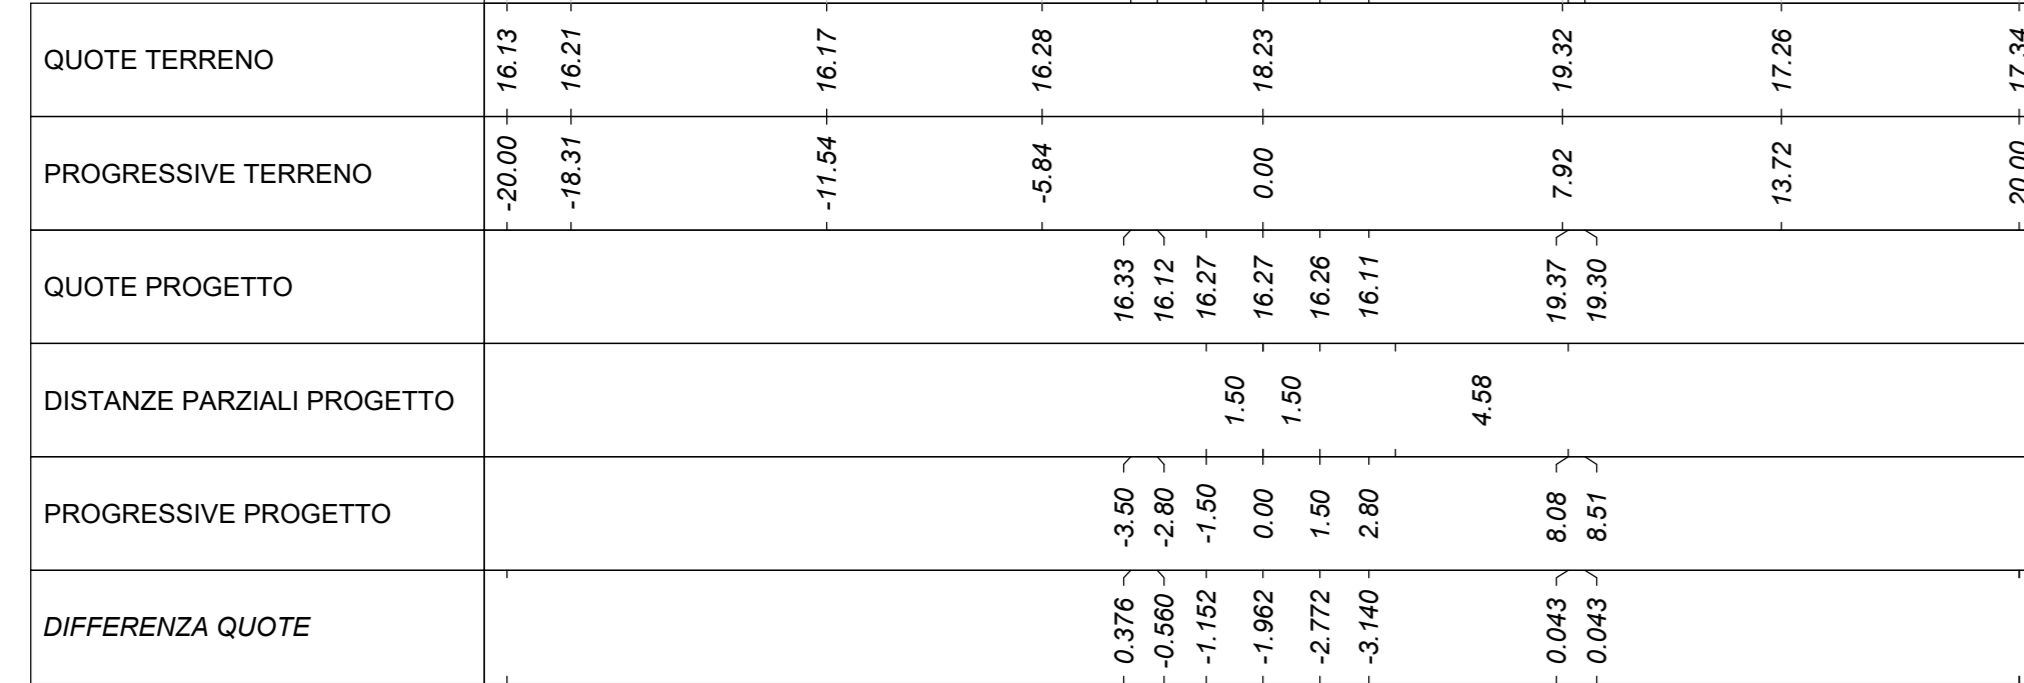 QUOTE TERRENO 16.13 16.21 16.17 16.28 18.23 19.32 17.26 17.34
PROGRESSIVE TERRENO -20.00 -18.31 -11.54 -5.84 0.00 7.92 13.72 20.00
QUOTE PROGETTO 16.33 16.12 16.27 16.27 16.26 16.11 19.37 19.30
DISTANZE PARZIALI PROGETTO 1.50 1.50 4.58
PROGRESSIVE PROGETTO -3.50 -2.80 -1.50 0.00 1.50 2.80 8.08 8.51
DIFFERENZA QUOTE 0.376 -0.560 -1.152 -1.962 -2.772 -3.140 0.043 0.043